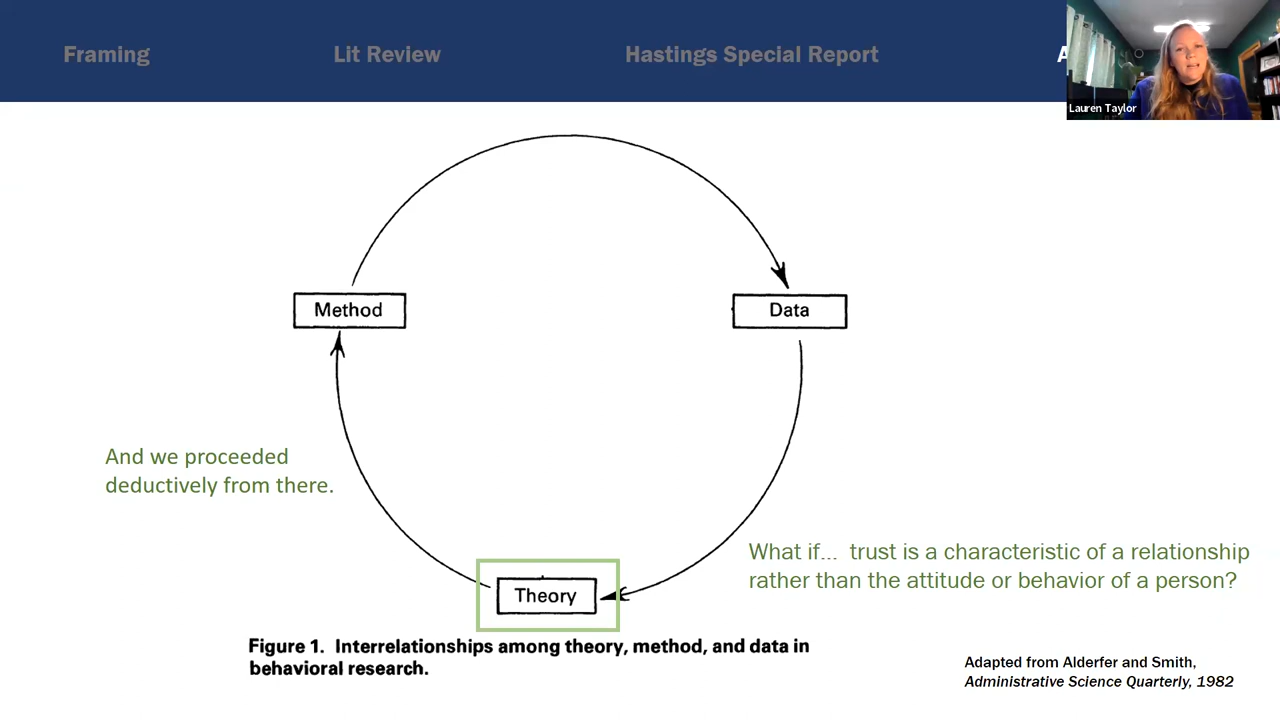 Framing
Lit Review
Hastings Special Report
Lauren Taylor
Method
Data
And we proceeded
deductively from there.
What if... trust is a characteristic of a relationship
rather than the attitude or behavior of a person?
Theory
Figure 1. Interrelationships among theory, method, and data in
behavioral research.
Adapted from Alderfer and Smith,
Administrative Science Quarterly, 1982